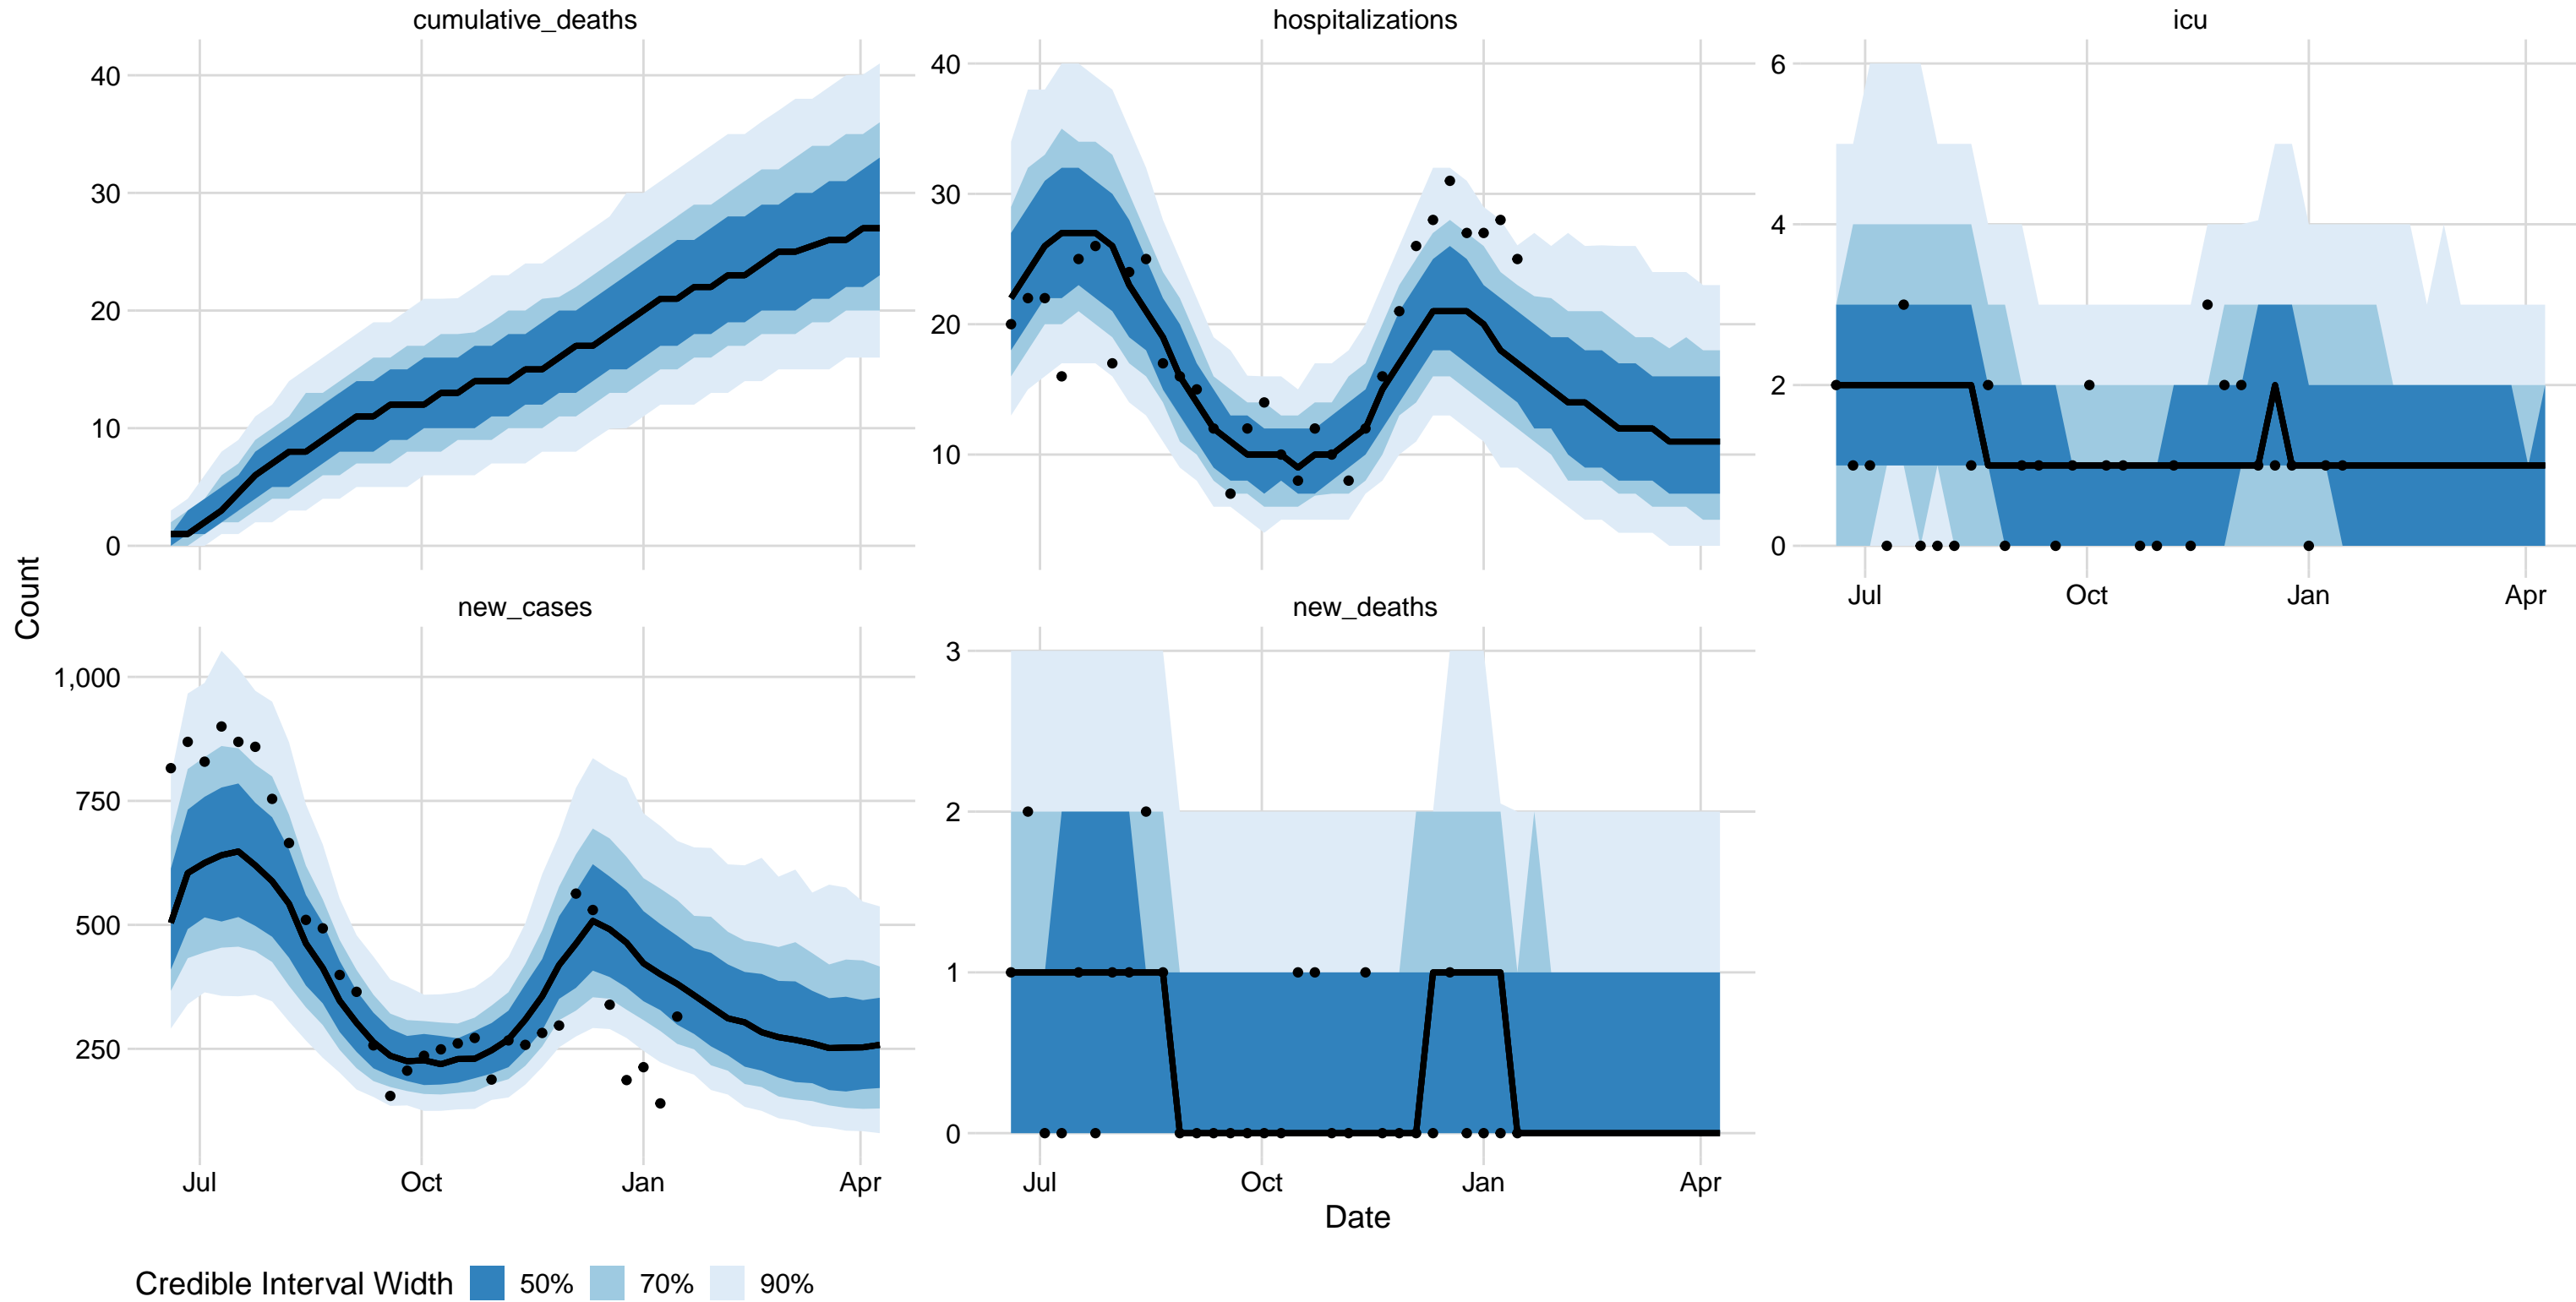 cumulative_deaths
hospitalizations
icu
40
30
20
10
0
40
30
20
10
6
4
2
0
Jul Oct Jan Apr
Count
new_cases
new_deaths
1,000
750
500
250
3
2
1
0
Jul Oct Jan Apr
Jul Oct Jan Apr
Date
Credible Interval Width 50% 70% 90%